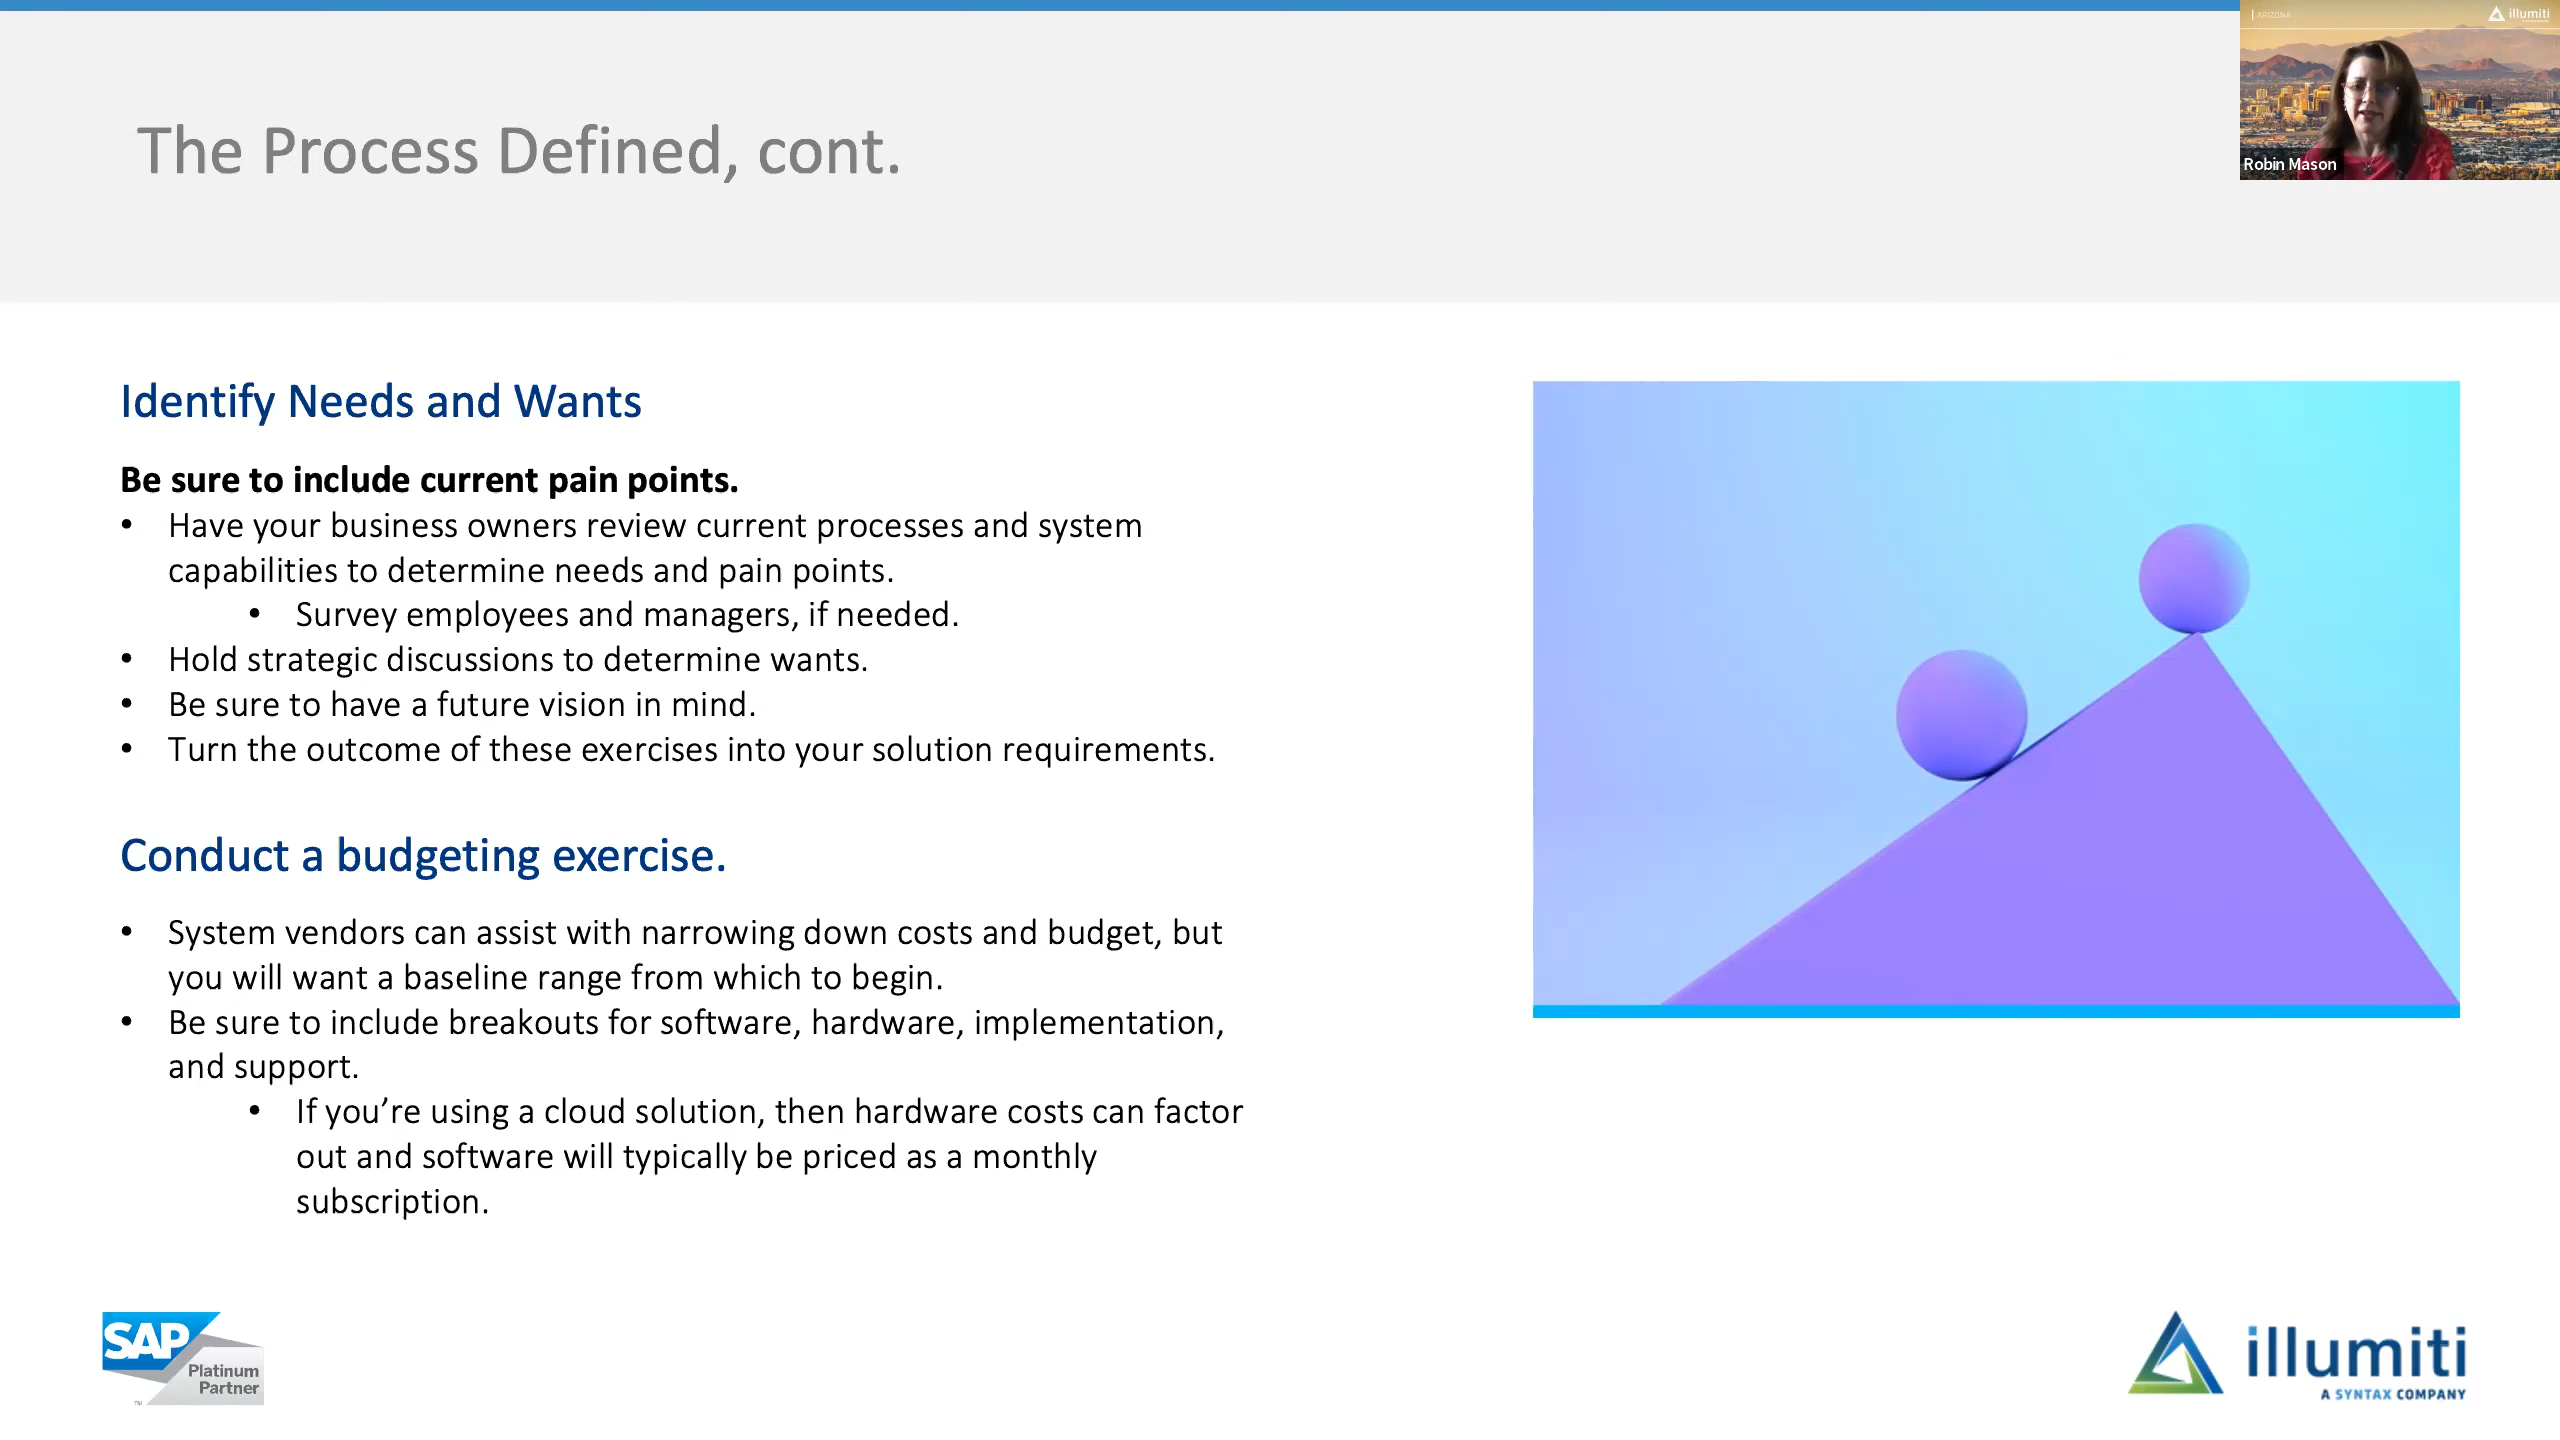 ARIZONA
illumiti
Robin Mason
The Process Defined, cont.
Identify Needs and Wants
Be sure to include current pain points.
• Have your business owners review current processes and system
capabilities to determine needs and pain points.
• Survey employees and managers, if needed.
• Hold strategic discussions to determine wants.
• Be sure to have a future vision in mind.
• Turn the outcome of these exercises into your solution requirements.
Conduct a budgeting exercise.
• System vendors can assist with narrowing down costs and budget, but
you will want a baseline range from which to begin.
• Be sure to include breakouts for software, hardware, implementation,
and support.
• If you’re using a cloud solution, then hardware costs can factor
out and software will typically be priced as a monthly
subscription.
SAP
Platinum
Partner
TM
illumiti
A SYNTAX COMPANY